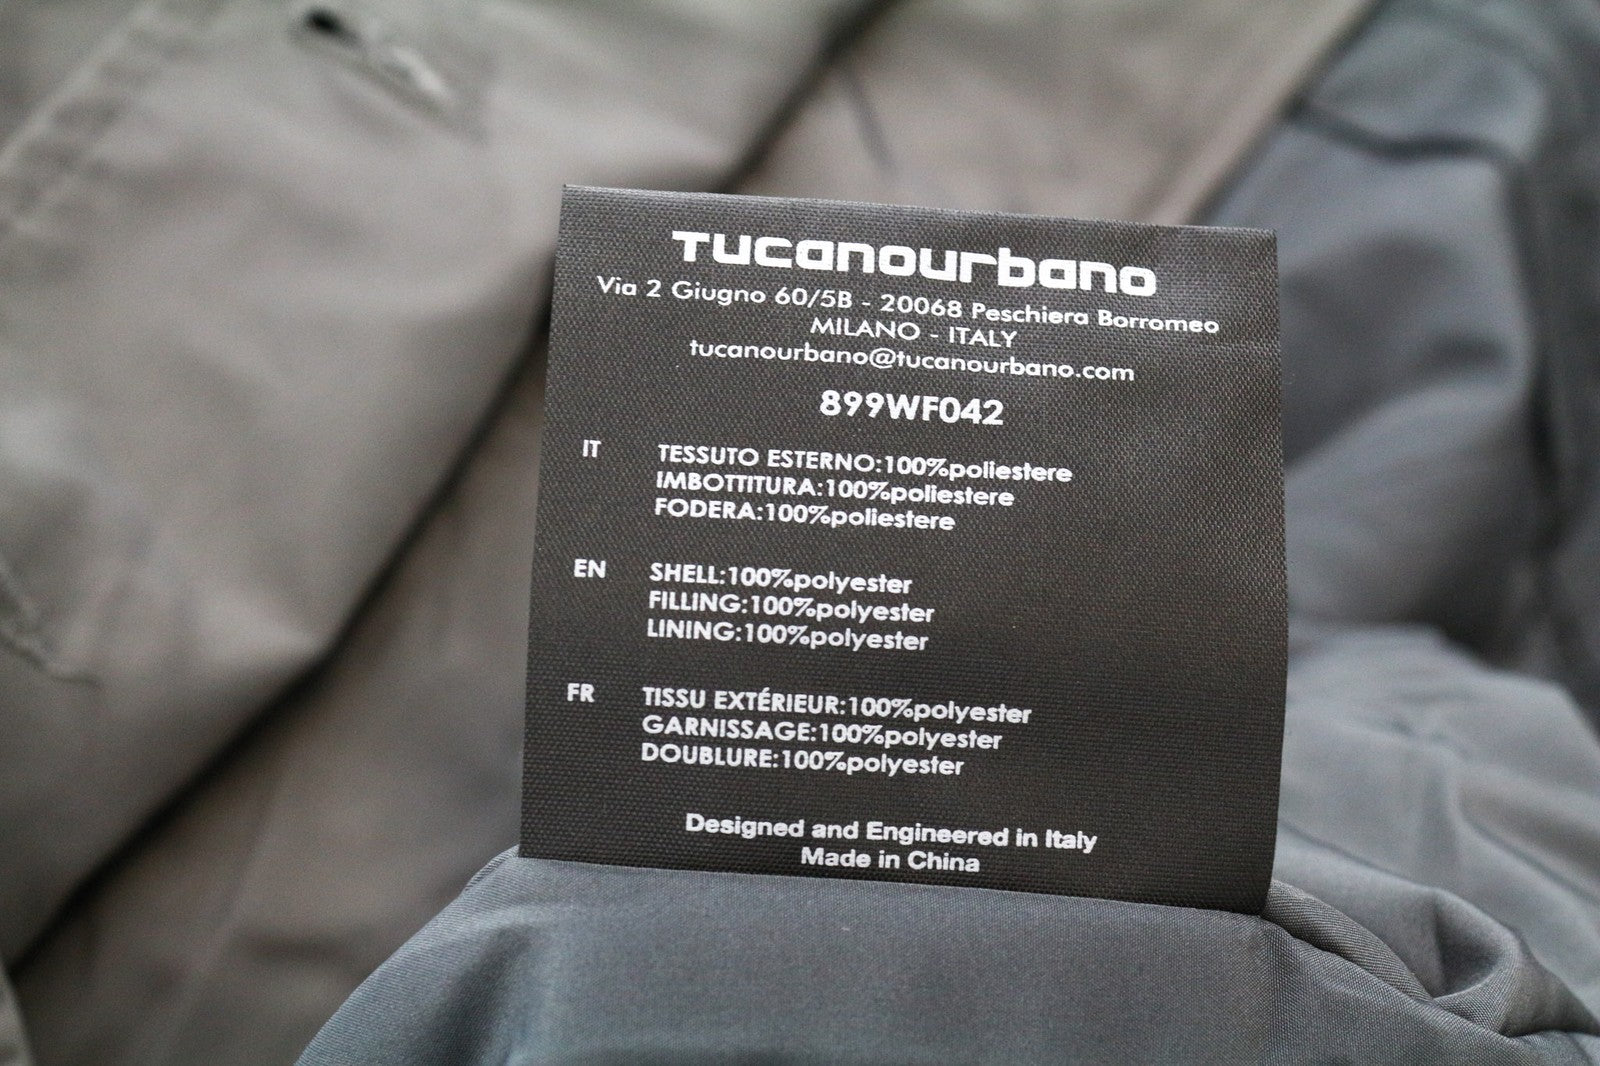 TUCANOURBANO
Via 2 Giugno 60/5B - 20068 Peschiera Borromeo
MILANO - ITALY
tucanourbano@tucanourbano.com
899WF042
IT TESSUTO ESTERNO:100%poliestere
IMBOTTITURA:100%poliestere
FODERA:100%poliestere
EN SHELL:100%polyester
FILLING:100%polyester
LINING:100%polyester
FR TISSU EXTÉRIEUR:100%polyester
GARNISSAGE:100%polyester
DOUBLURE:100%polyester
Designed and Engineered in Italy
Made in China